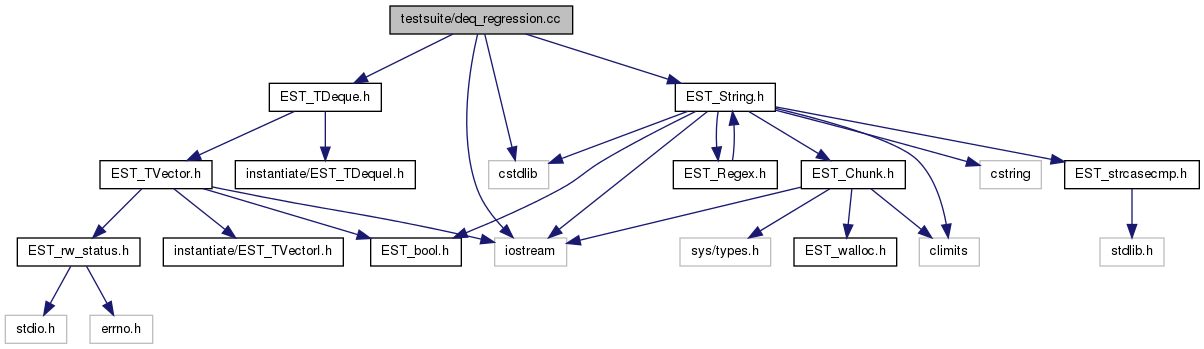 testsuite/deq_regression.cc
EST_TDeque.h
EST_String.h
EST_TVector.h
instantiate/EST_TDequeI.h
cstdlib
EST_Regex.h
EST_Chunk.h
cstring
EST_strcasecmp.h
EST_rw_status.h
instantiate/EST_TVectorI.h
EST_bool.h
iostream
sys/types.h
EST_walloc.h
climits
stdlib.h
stdio.h
errno.h